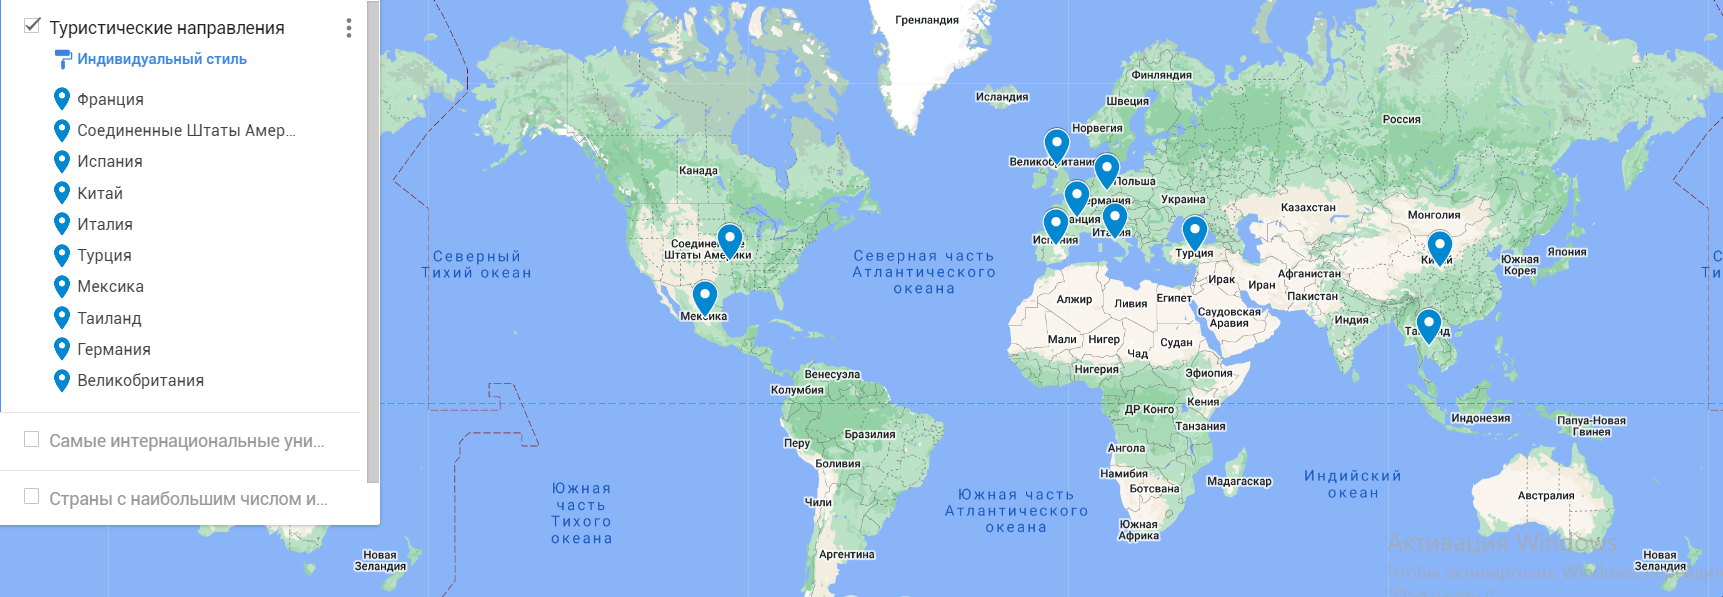 Туристические направления
Индивидуальный стиль
Франция
Соединенные Штаты Амер...
Испания
Китай
Италия
Турция
Мексика
Таиланд
Германия
Великобритания
Самые интернациональные уни...
Страны с наибольшим числом и...
Гренландия
Исландия
Финляндия
Швеция
Норвегия
Россия
Великобритания
Польша
Украина
Канада
Казахстан
Монголия
Соединенные
Штаты Америки
Испания
Италия
Турция
Китай
Япония
Южная
Корея
Северный
Тихий океан
Северная часть
Атлантического
океана
Афганистан
Ирак
Иран
Пакистан
Алжир
Ливия
Египет
Саудовская
Аравия
Индия
Таиланд
Мексика
Мали
Нигер
Чад
Судан
Нигерия
Эфиопия
Венесуэла
Колумбия
Кения
ДР Конго
Танзания
Индонезия
Папуа-Новая
Гвинея
Перу
Бразилия
Боливия
Ангола
Намибия
Ботсвана
Мадагаскар
Индийский
океан
Австралия
Чили
Южная
часть
Тихого
океана
Южная часть
Атлантического
океана
Южная
Африка
Аргентина
Новая
Зеландия
Новая
Зеландия
Активация Windows
Чтобы активировать Windows